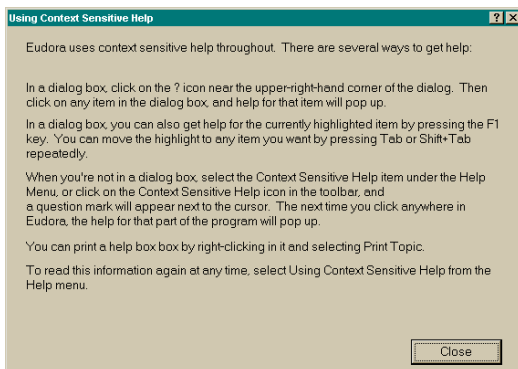 Using Context Sensitive Help
Eudora uses context sensitive help throughout. There are several ways to get help:
In a dialog box, click on the ? icon near the upper-right-hand corner of the dialog. Then
click on any item in the dialog box, and help for that item will pop up.
In a dialog box, you can also get help for the currently highlighted item by pressing the F1
key. You can move the highlight to any item you want by pressing Tab or Shift+Tab
repeatedly.
When you're not in a dialog box, select the Context Sensitive Help item under the Help
Menu, or click on the Context Sensitive Help icon in the toolbar, and
a question mark will appear next to the cursor. The next time you click anywhere in
Eudora, the help for that part of the program will pop up.
You can print a help box box by right-clicking in it and selecting Print Topic.
To read this information again at any time, select Using Context Sensitive Help from the
Help menu.
Close